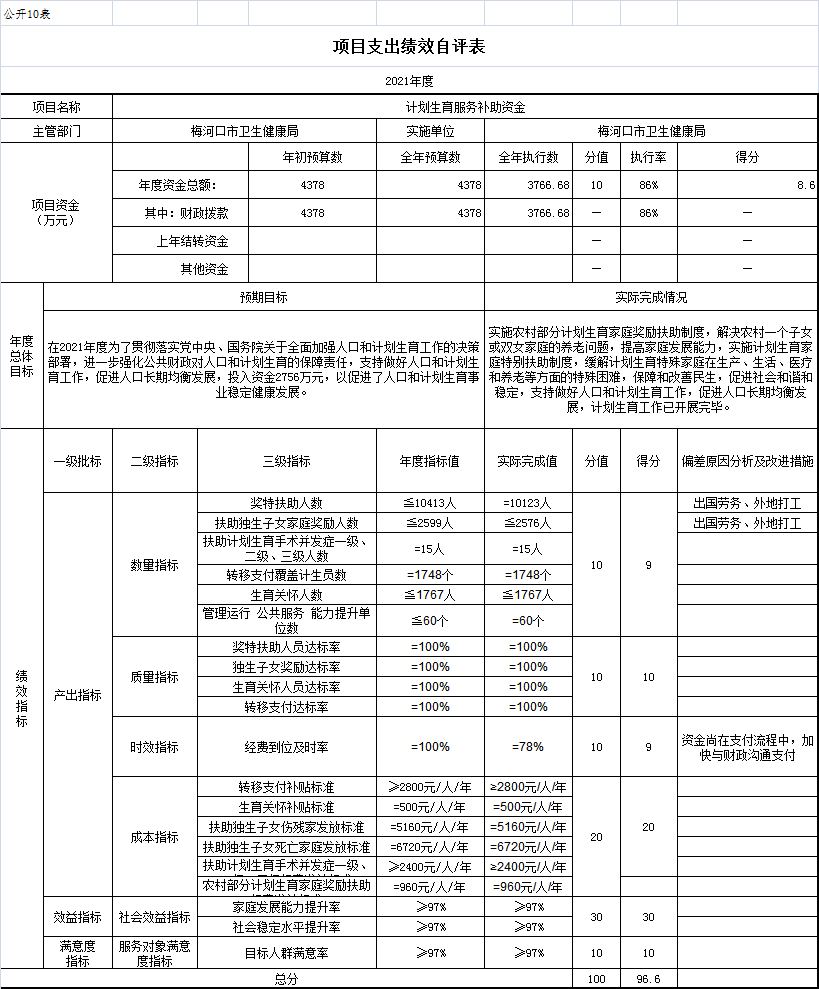 公开10表
项目支出绩效自评表
2021年度
项目名称 计划生育服务补助资金
主管部门 梅河口市卫生健康局 实施单位 梅河口市卫生健康局
项目资金
（万元）
年初预算数 全年预算数 全年执行数 分值 执行率 得分
年度资金总额： 4378 4378 3766.68 10 86% 8.6
其中：财政拨款 4378 4378 3766.68 — 86% —
上年结转资金 — —
其他资金 — —
年度
总体
目标
预期目标 实际完成情况
在2021年度为了贯彻落实党中央、国务院关于全面加强人口和计划生育工作的决策
部署，进一步强化公共财政对人口和计划生育的保障责任，支持做好人口和计划生
育工作，促进人口长期均衡发展，投入资金2756万元，以促进了人口和计划生育事
业稳定健康发展。
实施农村部分计划生育家庭奖励扶助制度，解决农村一个子女
或双女家庭的养老问题，提高家庭发展能力，实施计划生育家
庭特别扶助制度，缓解计划生育特殊家庭在生产、生活、医疗
和养老等方面的特殊困难，保障和改善民生，促进社会和谐和
稳定，支持做好人口和计划生育工作，促进人口长期均衡发
展，计划生育工作已开展完毕。
绩
效
指
标
一级批标 二级指标 三级指标 年度指标值 实际完成值 分值 得分 偏差原因分析及改进措施
产出指标
数量指标 10 9
奖特扶助人数 ≦10413人 =10123人 出国劳务、外地打工
扶助独生子女家庭奖励人数 ≦2599人 ≦2576人 出国劳务、外地打工
扶助计划生育手术并发症一级、
二级、三级人数 =15人 =15人
转移支付覆盖计生员数 =1748个 =1748个
生育关怀人数 ≦1767人 ≦1767人
管理运行 公共服务 能力提升单
位数 ≦60个 =60个
质量指标 10 10
奖特扶助人员达标率 =100% =100%
独生子女奖励达标率 =100% =100%
生育关怀人员达标率 =100% =100%
转移支付达标率 =100% =100%
时效指标 经费到位及时率 =100% =78% 10 9 资金尚在支付流程中，加
快与财政沟通支付
成本指标 20 20
转移支付补贴标准 ≥2800元/人/年 ≥2800元/人/年
生育关怀补贴标准 =500元/人/年 =500元/人/年
扶助独生子女伤残家发放标准 =5160元/人/年 =5160元/人/年
扶助独生子女死亡家庭发放标准 =6720元/人/年 =6720元/人/年
扶助计划生育手术并发症一级、 ≥2400元/人/年 ≥2400元/人/年
农村部分计划生育家庭奖励扶助 =960元/人/年 =960元/人/年
效益指标 社会效益指标 30 30
家庭发展能力提升率 ≥97% ≥97%
社会稳定水平提升率 ≥97% ≥97%
满意度
指标
服务对象满意
度指标
目标人群满意率 ≥97% ≥97% 10 10
总分 100 96.6